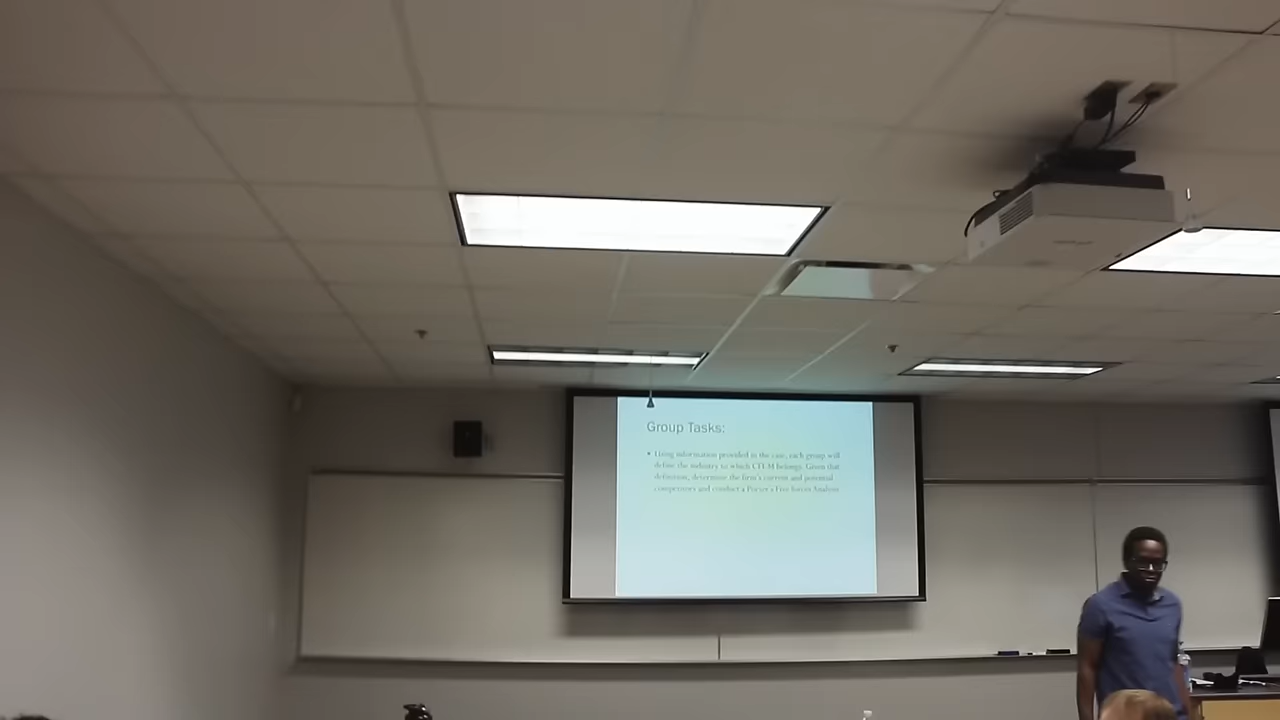 Group Tasks:
• Using information provided in the case, each group will
define the industry to which CFCM belongs. Given that
definition, determine the firm's current and potential
competitors and conduct a Porter's Five Forces Analysis